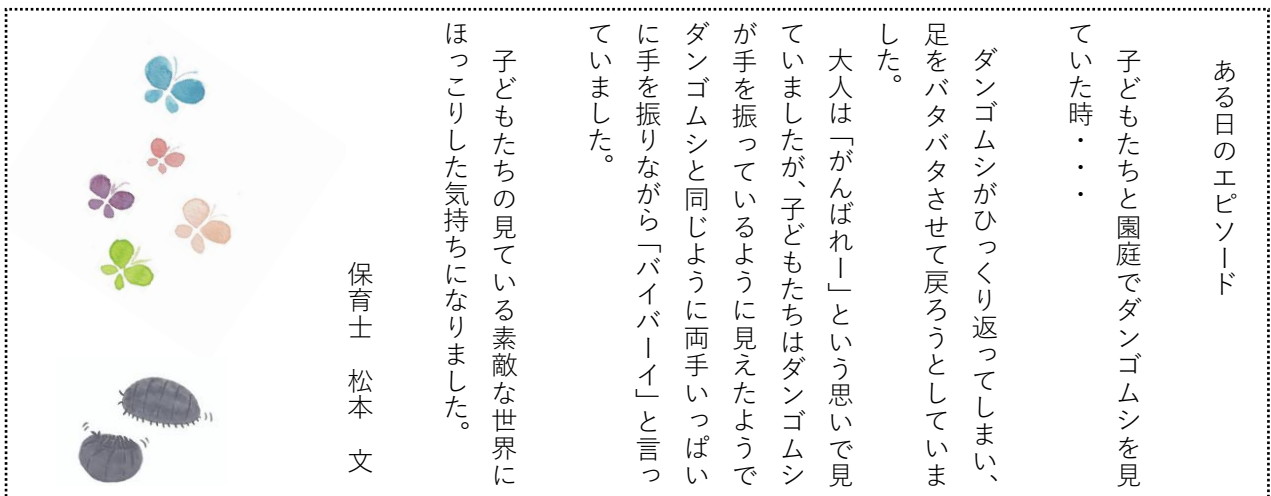 ある日のエピソード
子どもたちと園庭でダンゴムシを見
ていた時・・・
ダンゴムシがひっくり返ってしまい、
足をバタバタさせて戻ろうとしていま
した。
大人は「がんばれー」という思いで見
ていましたが、子どもたちはダンゴムシ
が手を振っているように見えたようで
ダンゴムシと同じように両手いっぱい
に手を振りながら「バイバーイ」と言っ
ていました。
子どもたちの見ている素敵な世界に
ほっこりした気持ちになりました。
保育士　松本　文